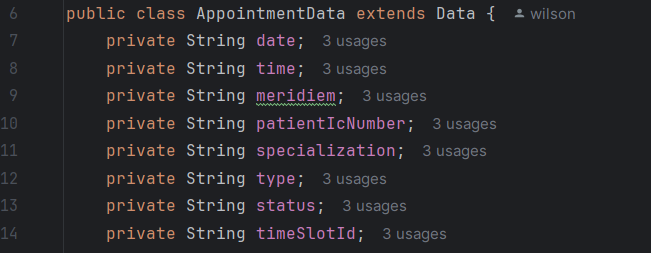 6 public class AppointmentData extends Data { wilson
7 private String date; 3 usages
8 private String time; 3 usages
9 private String meridiem; 3 usages
10 private String patientIcNumber; 3 usages
11 private String specialization; 3 usages
12 private String type; 3 usages
13 private String status; 3 usages
14 private String timeSlotId; 3 usages